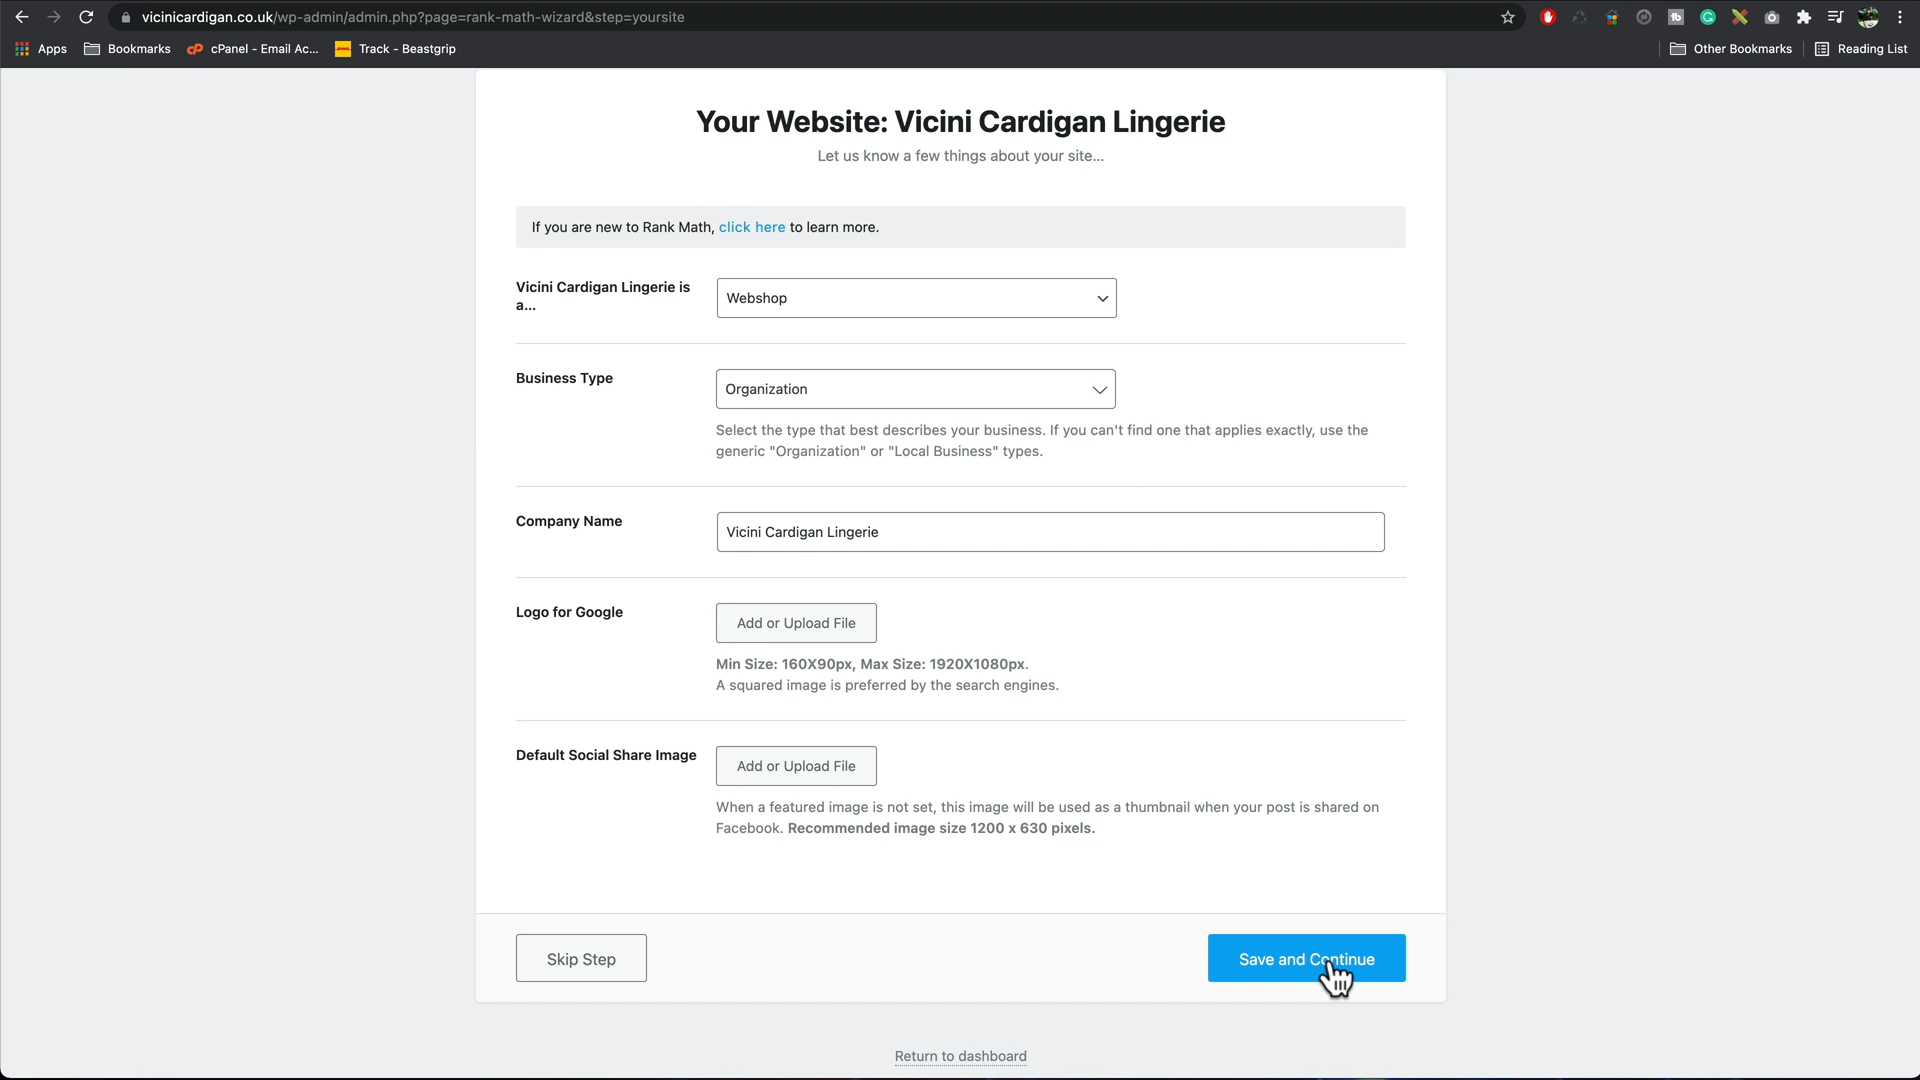 vicinicardigan.co.uk/wp-admin/admin.php?page=rank-math-wizard&step=yoursite
Apps Bookmarks cPanel - Email Ac... Track - Beastgrip Other Bookmarks Reading List
Your Website: Vicini Cardigan Lingerie
Let us know a few things about your site...
If you are new to Rank Math, click here to learn more.
Vicini Cardigan Lingerie is
a...
Webshop
Business Type
Organization
Select the type that best describes your business. If you can't find one that applies exactly, use the
generic "Organization" or "Local Business" types.
Company Name
Vicini Cardigan Lingerie
Logo for Google
Add or Upload File
Min Size: 160X90px, Max Size: 1920X1080px.
A squared image is preferred by the search engines.
Default Social Share Image
Add or Upload File
When a featured image is not set, this image will be used as a thumbnail when your post is shared on
Facebook. Recommended image size 1200 x 630 pixels.
Skip Step
Save and Continue
Return to dashboard